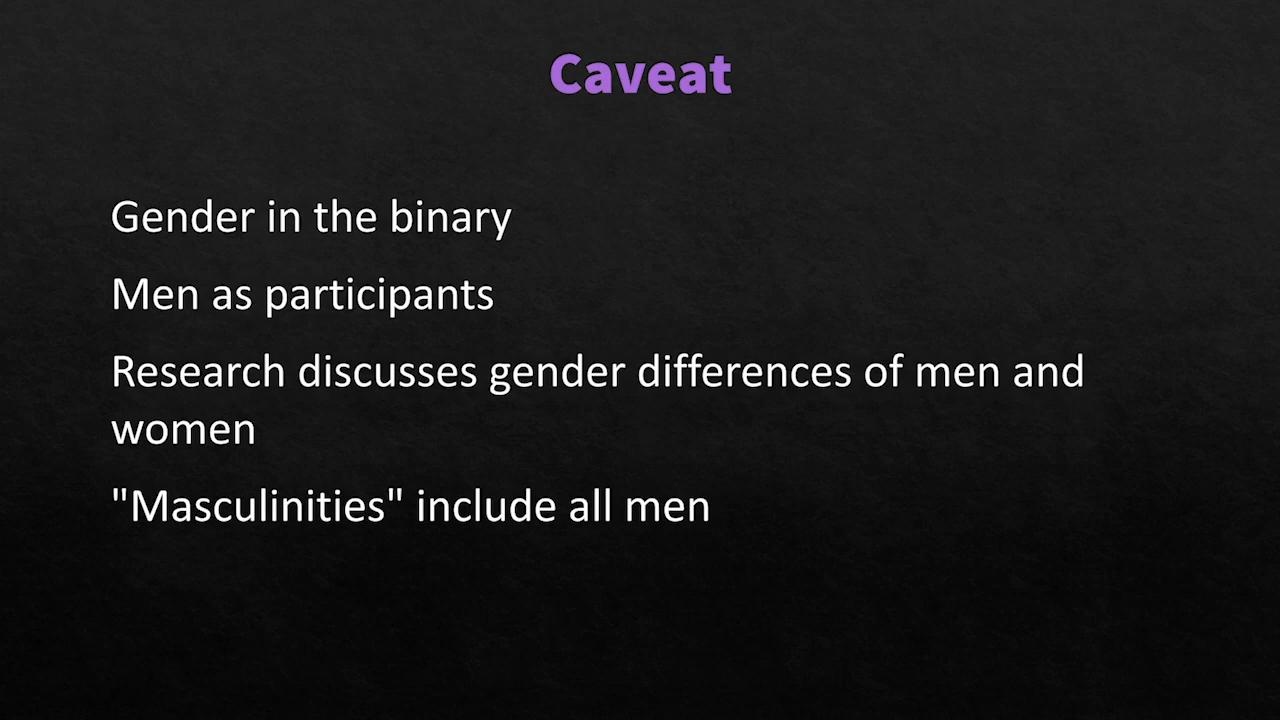 Caveat
Gender in the binary
Men as participants
Research discusses gender differences of men and
women
"Masculinities" include all men